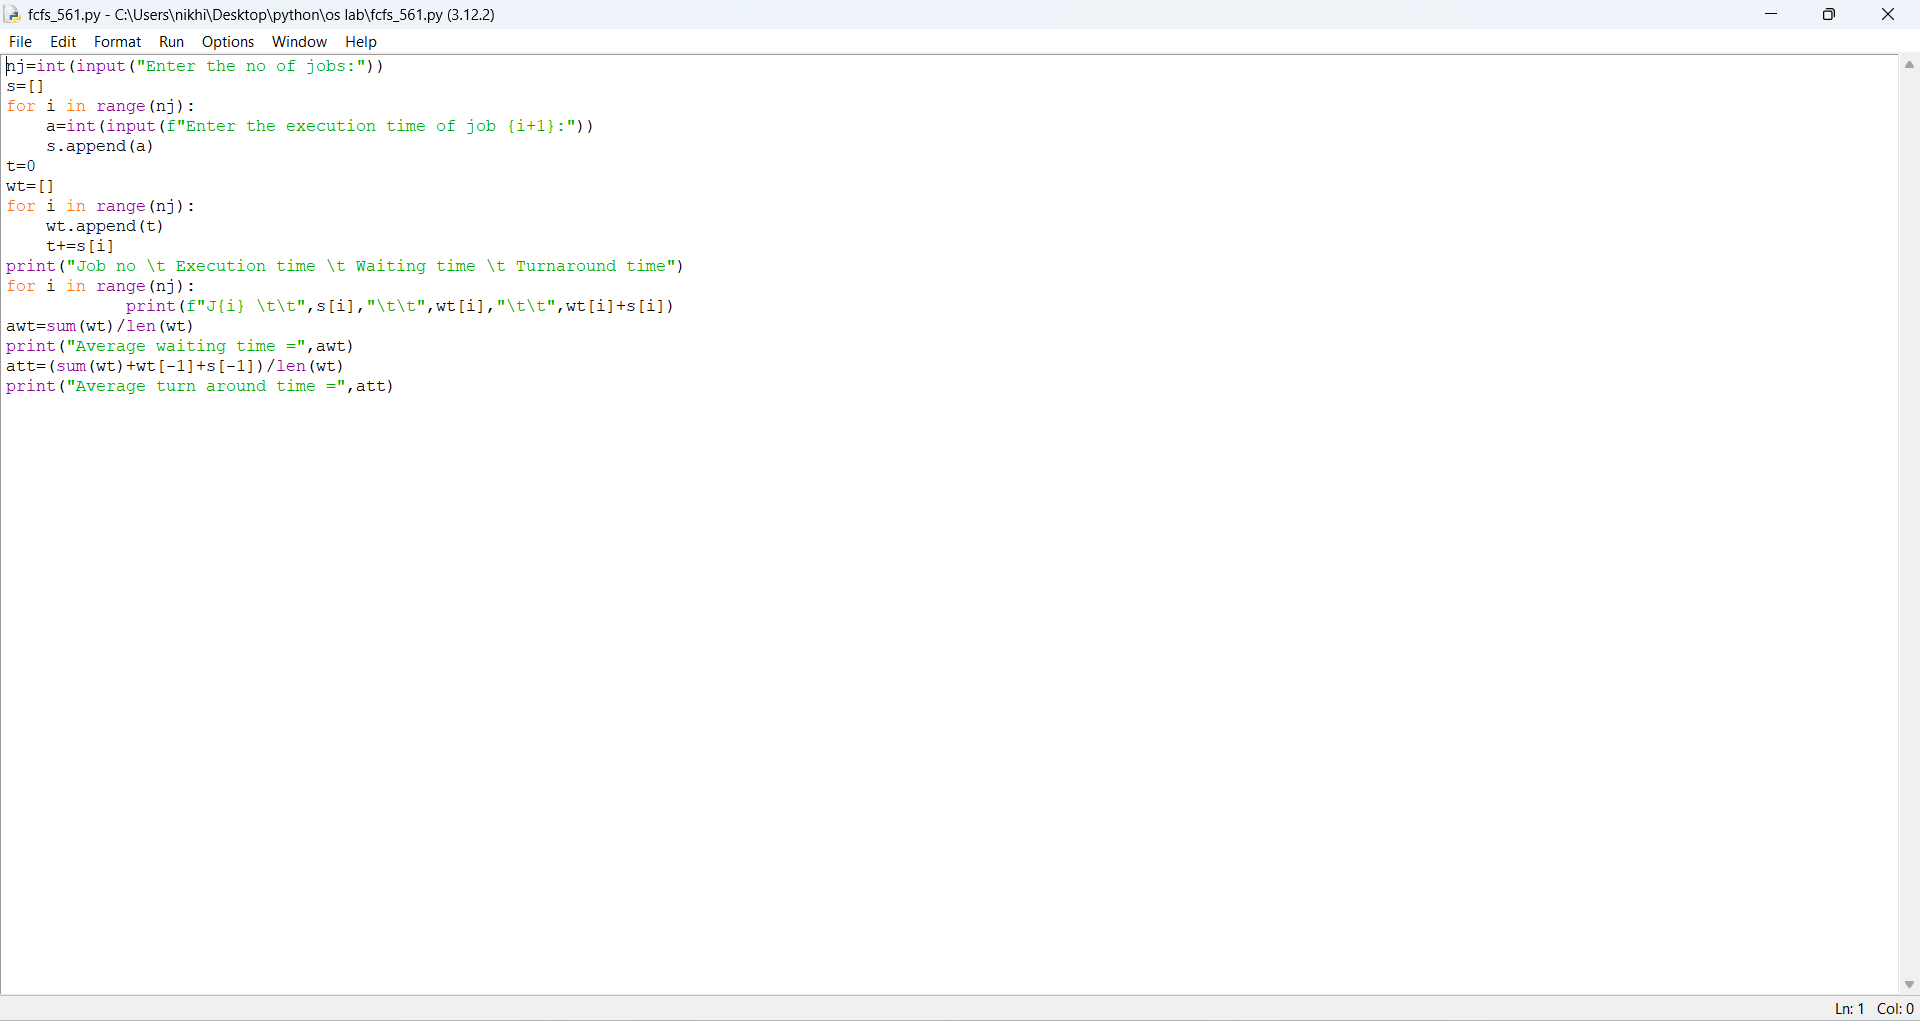 fcfs_561.py - C:\Users\nikhi\Desktop\python\os lab\fcfs_561.py (3.12.2)
File Edit Format Run Options Window Help
nj=int(input("Enter the no of jobs:"))
s=[]
for i in range(nj):
    a=int(input(f"Enter the execution time of job {i+1}:"))
    s.append(a)
t=0
wt=[]
for i in range(nj):
    wt.append(t)
    t+=s[i]
print("Job no \t Execution time \t Waiting time \t Turnaround time")
for i in range(nj):
            print(f"J{i} \t\t",s[i],"\t\t",wt[i],"\t\t",wt[i]+s[i])
awt=sum(wt)/len(wt)
print("Average waiting time =",awt)
att=(sum(wt)+wt[-1]+s[-1])/len(wt)
print("Average turn around time =",att)
Ln: 1 Col: 0